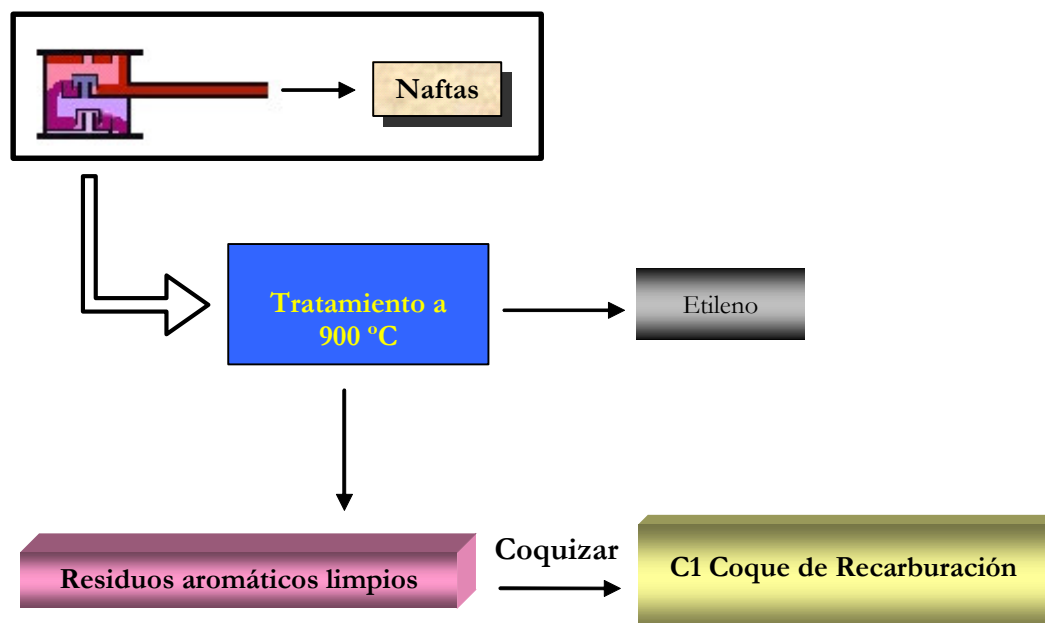 Naftas
Tratamiento a
900 ºC
Etileno
Residuos aromáticos limpios
Coquizar
C1 Coque de Recarburación